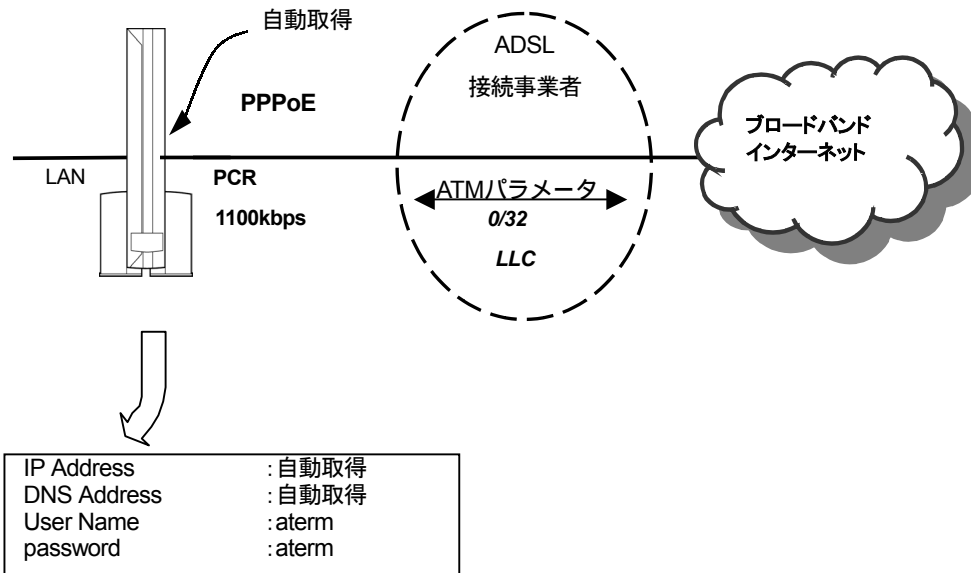 自動取得
PPPoE
LAN
PCR
1100kbps
ADSL
接続事業者
ATMパラメータ
0/32
LLC
ブロードバンド
インターネット
IP Address :自動取得
DNS Address :自動取得
User Name :aterm
password :aterm